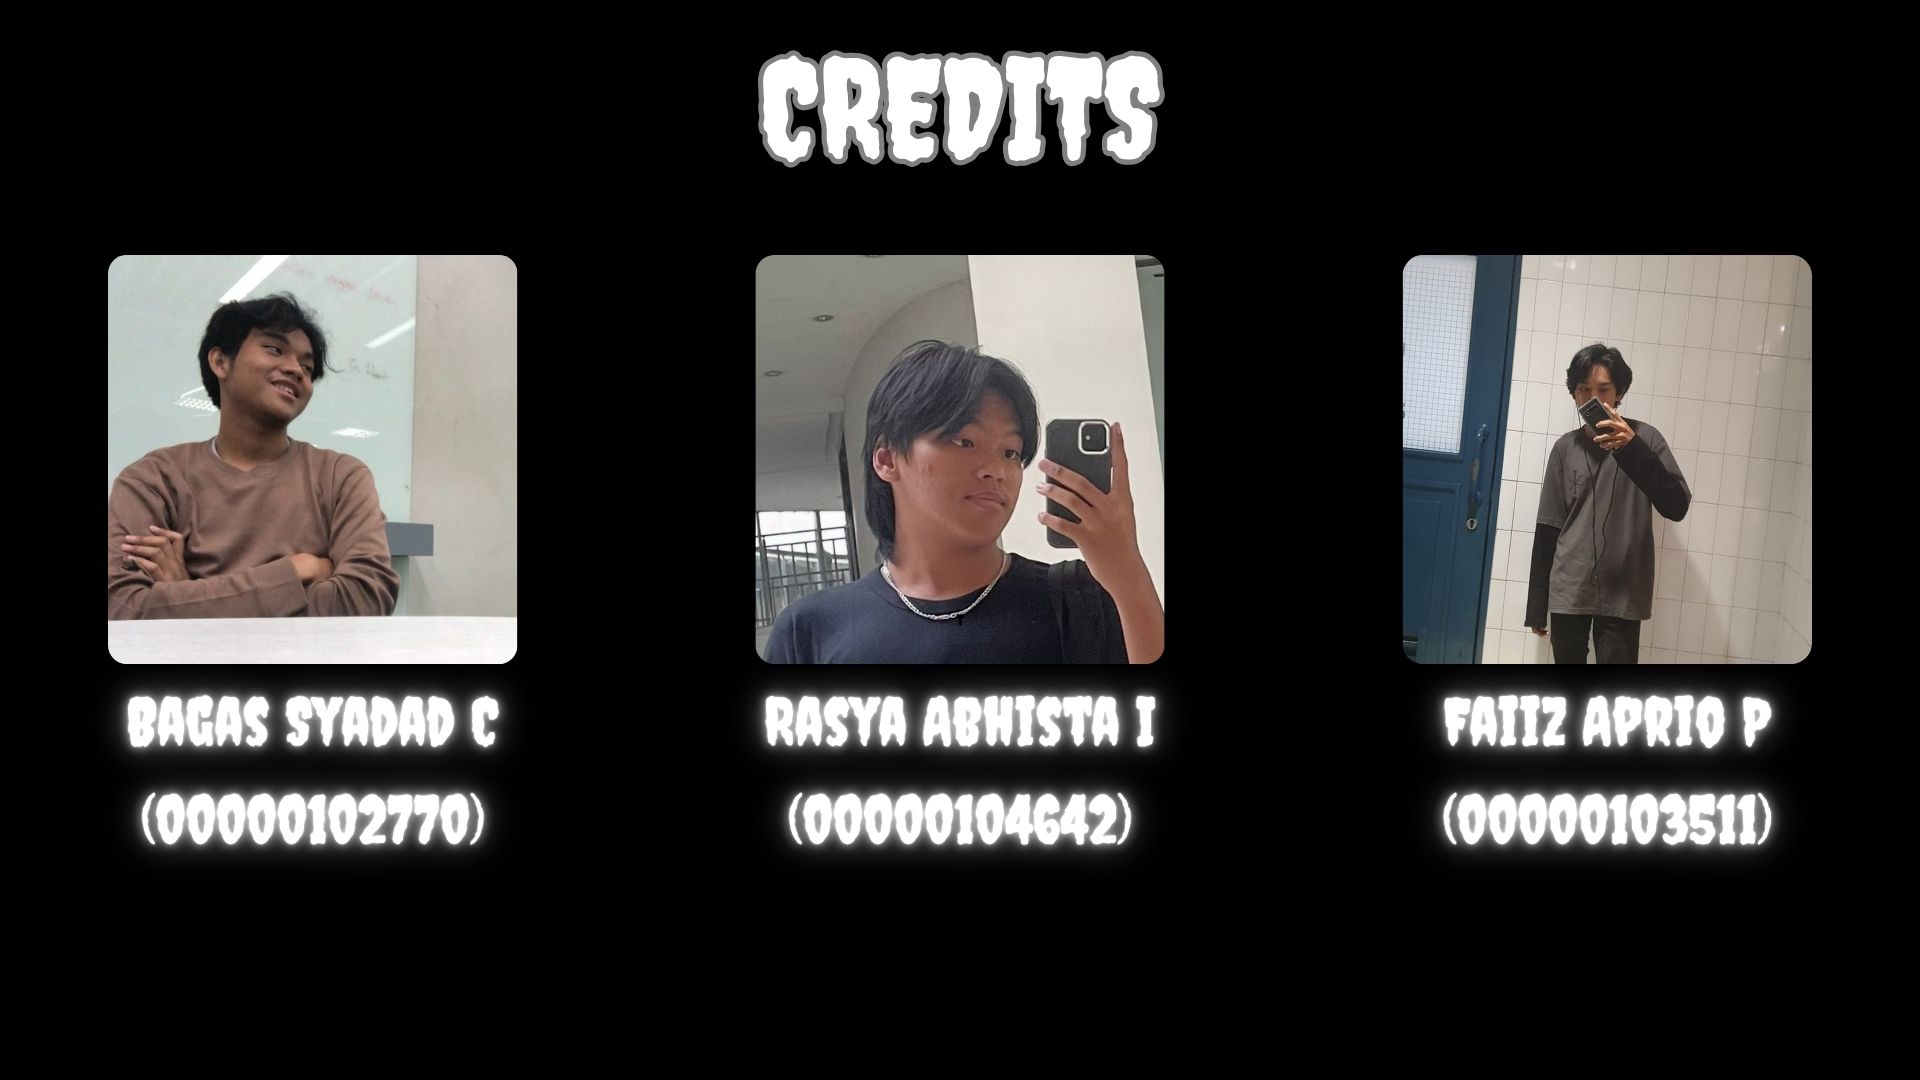 CREDITS
BAGAS SYADAD C
(00000102770)
RASYA ABHISTA I
(00000104642)
FAIIZ APRIO P
(00000103511)